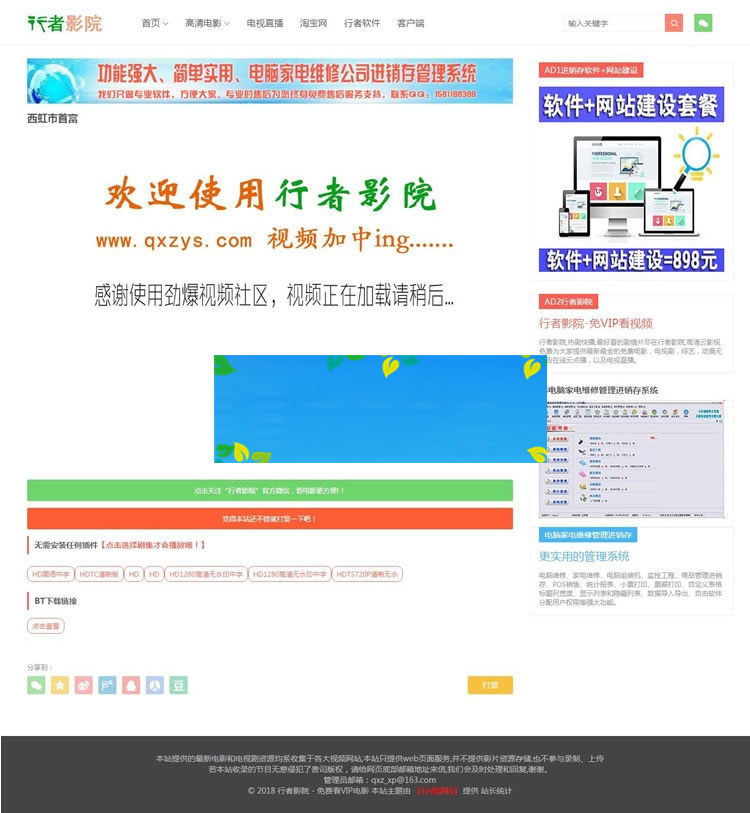 行者影院
首页 高清电影 电视直播 淘宝网 行者软件 客户端
输入关键字
功能强大、简单实用、电脑家电维修公司进销存管理系统
我们只做专业软件，方便大家，专业的售后为您终身免费售后服务支持。联系QQ：1581188388
西虹市首富
欢迎使用行者影院
www.qxzys.com 视频加中ing.......
感谢使用劲爆视频社区，视频正在加载请稍后...
点击关注“行者影院”官方微信，看电影更方便！！
觉得本站还不错就打赏一下吧！
无需安装任何插件【点击选择剧集才会播放哦！】
HD国语中字 HDTC清晰版 HD HD HD1280高清无水印中字 HD1280高清无水印中字 HDTS720P清晰无水
BT下载链接
点击查看
分享到：
豆
打赏
AD1进销存软件+网站建设
软件+网站建设套餐
软件+网站建设=898元
AD2行者影院
行者影院-免VIP看视频
行者影院,热剧快播,最好看的剧情片尽在行者影院,高清云影视
免费为大家提供最新最全的免费电影，电视剧，综艺，动漫无
在线云点播，以及电视直播。
电脑家电维修管理进销存系统
电脑家电维修管理进销存
更实用的管理系统
电脑维修、家电维修、电脑组装机、监控工程、商品管理进销
存、POS销售、统计报表、小票打印、票据打印、自定义表格
标题列宽度、显示列表和隐藏列表、数据导入导出、自由软件
分配用户权限等强大功能。
本站提供的最新电影和电视剧资源均系收集于各大视频网站,本站只提供web页面服务,并不提供影片资源存储,也不参与录制、上传
若本站收录的节目无意侵犯了贵司版权，请给网页底部邮箱地址来信,我们会及时处理和回复,谢谢。
管理员邮箱：qxz_xp@163.com
© 2018 行者影院 - 免费看VIP电影 本站主题由 【行者影院】 提供 站长统计